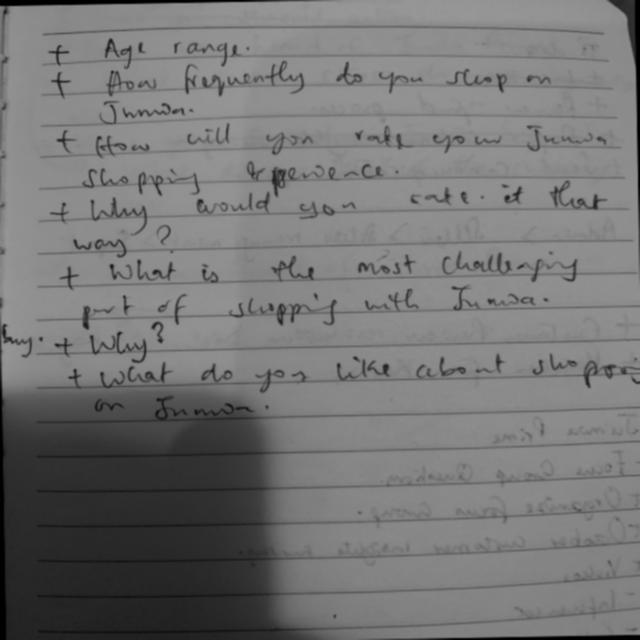 + Age range.
+ How frequently do you shop on
Jumia.
+ How will you rate your Jumia
shopping experience.
+ Why would you rate it that
way?
+ What is the most challenging
part of shopping with Jumia.
+ Why?
+ What do you like about shopping
on Jumia.